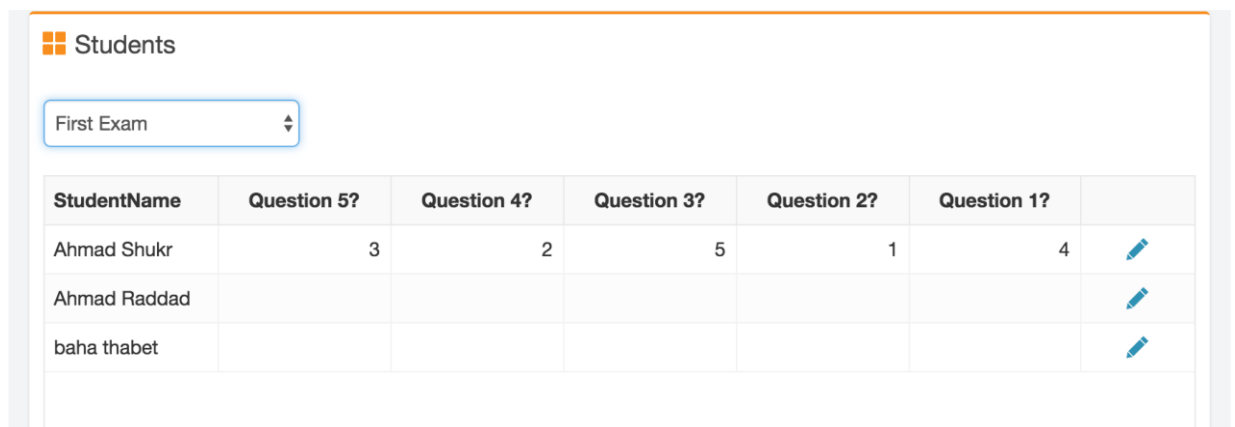 Students
First Exam
StudentName Question 5? Question 4? Question 3? Question 2? Question 1?
Ahmad Shukr 3 2 5 1 4
Ahmad Raddad
baha thabet